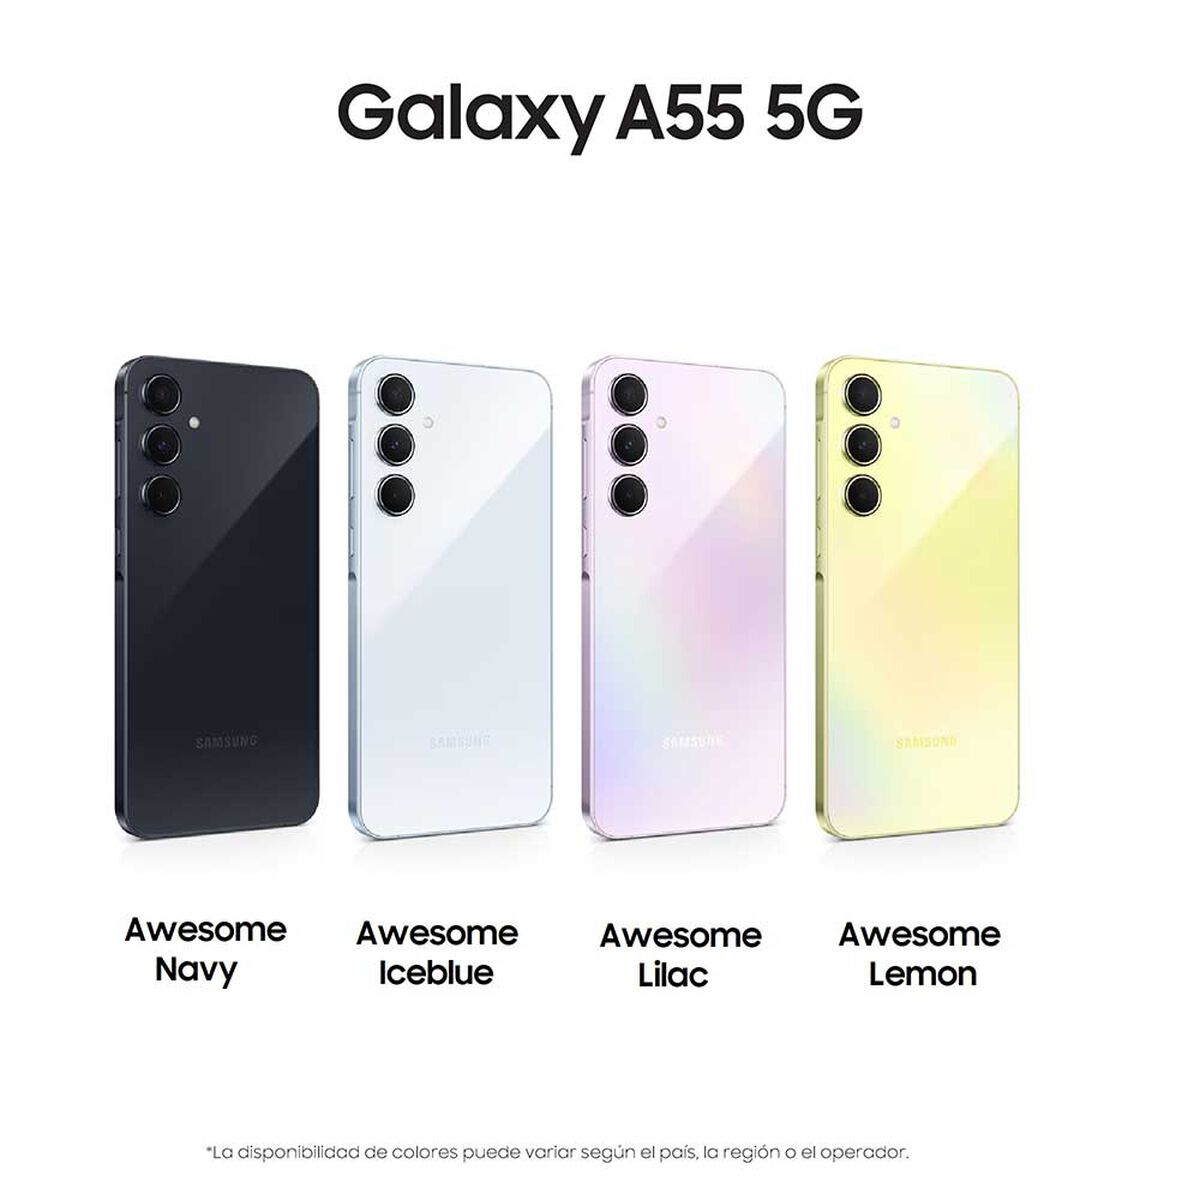 Galaxy A55 5G
SAMSUNG
SAMSUNG
SAMSUNG
SAMSUNG
Awesome
Navy
Awesome
Iceblue
Awesome
Lilac
Awesome
Lemon
*La disponibilidad de colores puede variar según el país, la región o el operador.